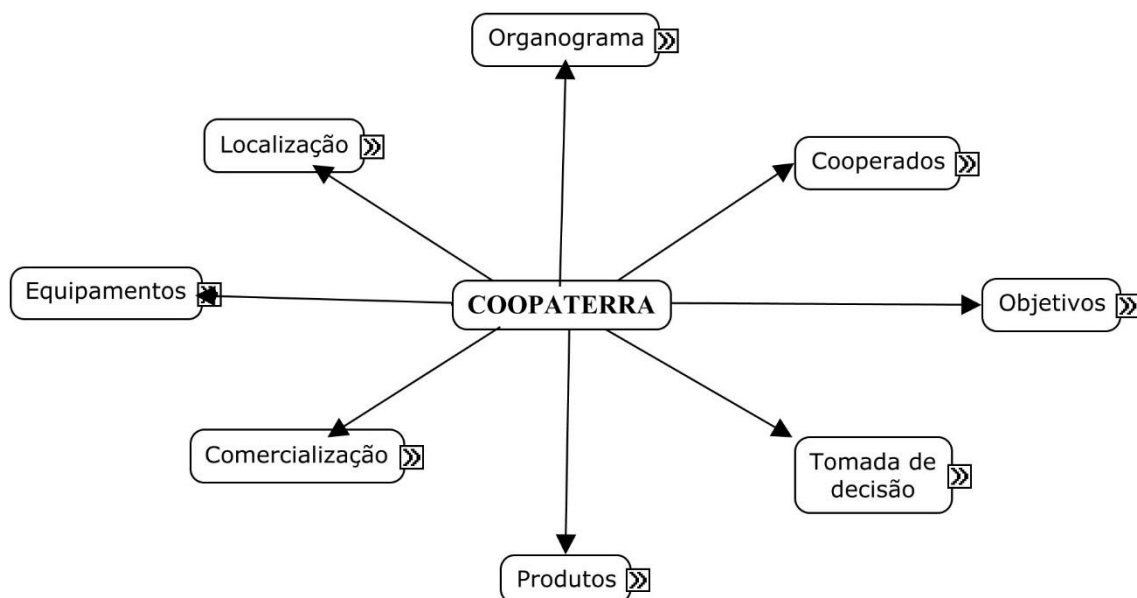 Organograma
Localização
Cooperados
Equipamentos
COOPATERRA
Objetivos
Comercialização
Tomada de
decisão
Produtos